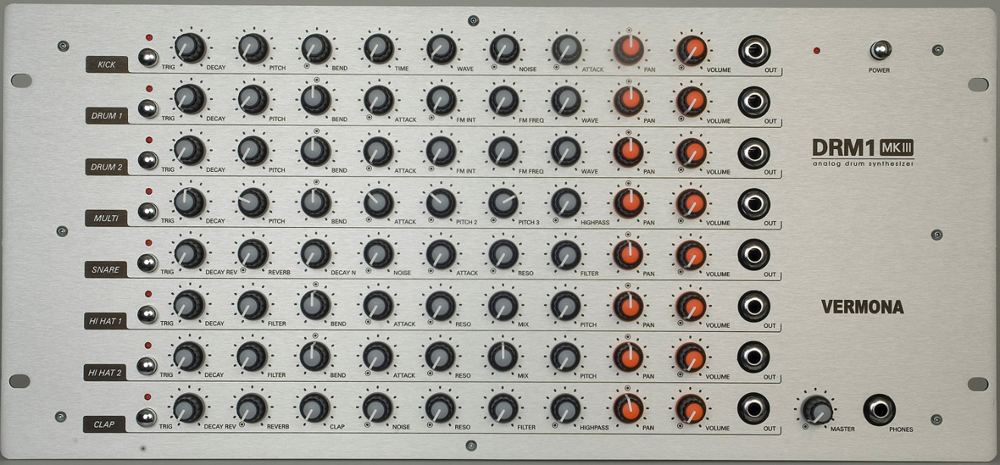 KICK TRIG DECAY PITCH BEND TIME WAVE NOISE ATTACK PAN VOLUME OUT POWER
DRUM 1 TRIG DECAY PITCH BEND ATTACK FM INT FM FREQ WAVE PAN VOLUME OUT
DRM1 MK III
analog drum synthesizer
DRUM 2 TRIG DECAY PITCH BEND ATTACK FM INT FM FREQ WAVE PAN VOLUME OUT
MULTI TRIG DECAY PITCH BEND ATTACK PITCH 2 PITCH 3 HIGHPASS PAN VOLUME OUT
SNARE TRIG DECAY REV REVERB DECAY N NOISE ATTACK RESO FILTER PAN VOLUME OUT
VERMONA
HI HAT 1 TRIG DECAY FILTER BEND ATTACK RESO MIX PITCH PAN VOLUME OUT
HI HAT 2 TRIG DECAY FILTER BEND ATTACK RESO MIX PITCH PAN VOLUME OUT
CLAP TRIG DECAY REV REVERB CLAP NOISE RESO FILTER HIGHPASS PAN VOLUME OUT MASTER PHONES